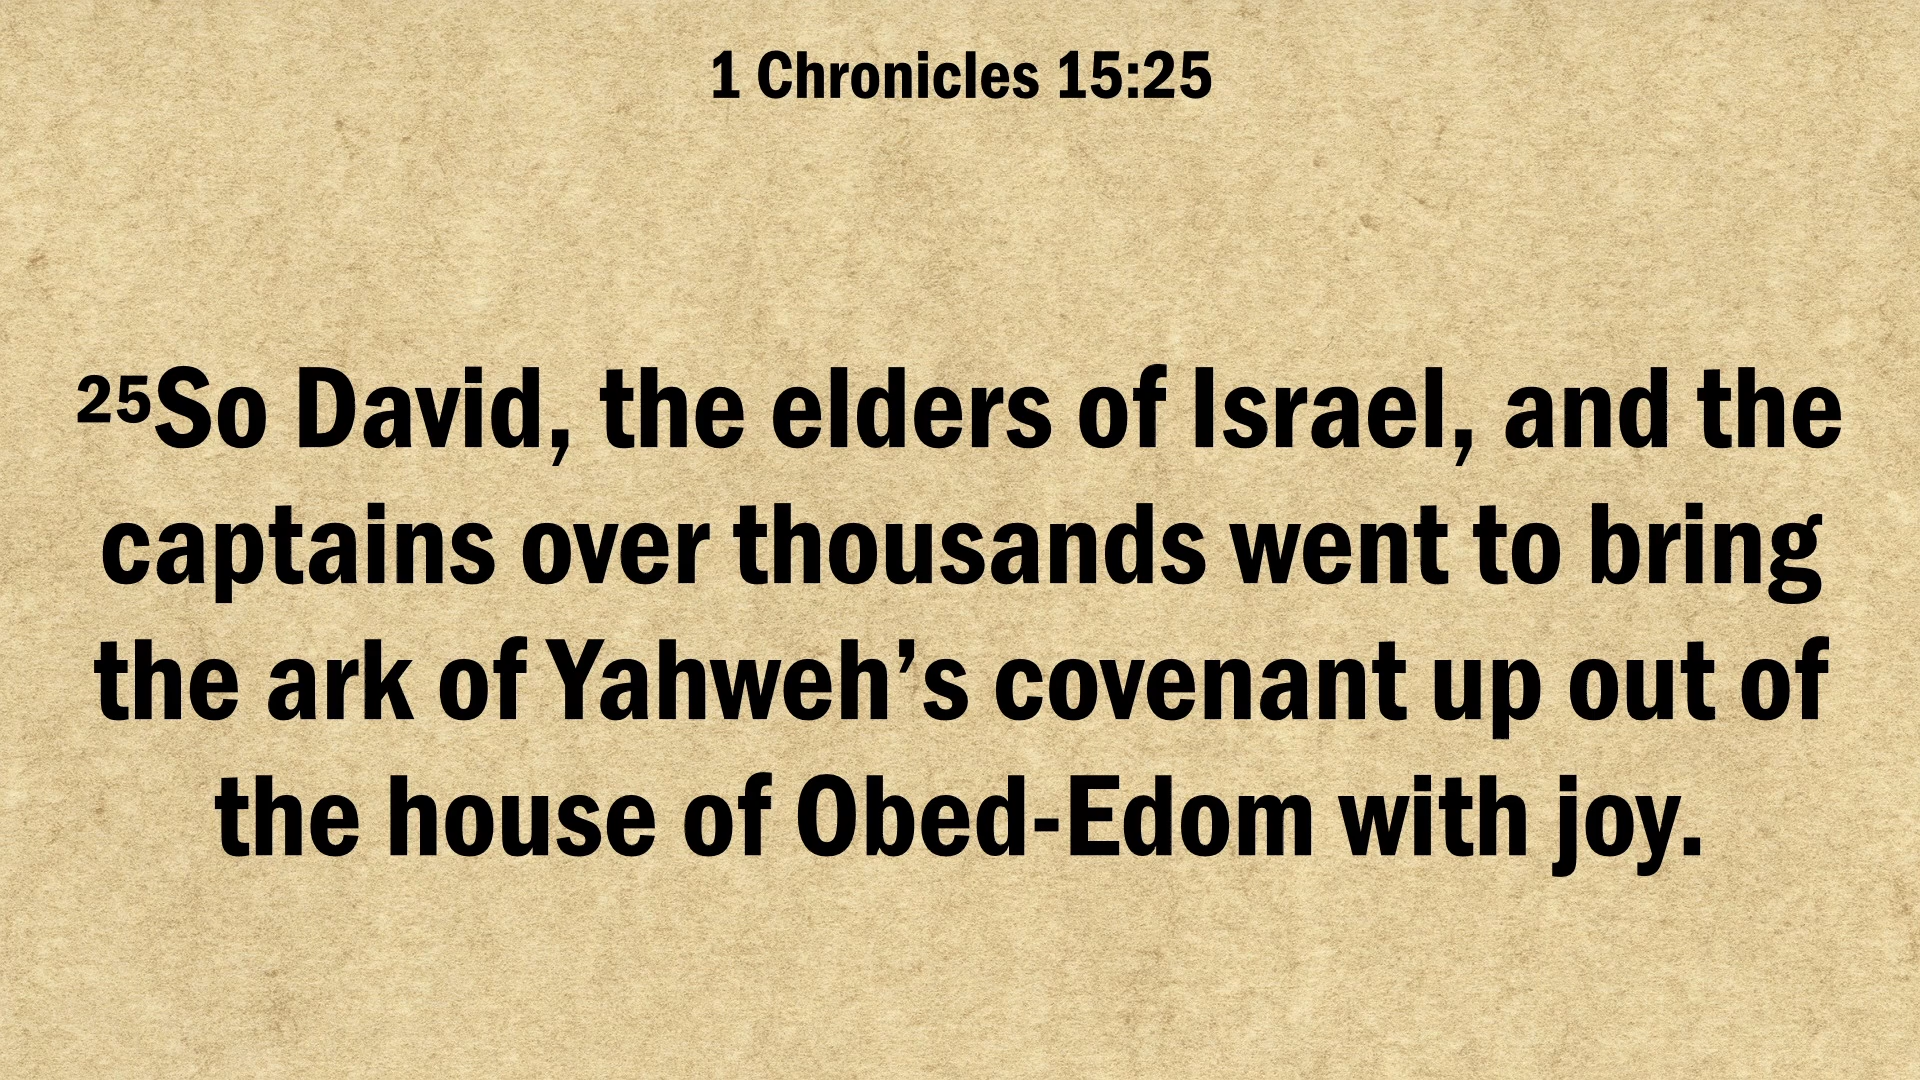 1 Chronicles 15:25
²⁵So David, the elders of Israel, and the
captains over thousands went to bring
the ark of Yahweh’s covenant up out of
the house of Obed-Edom with joy.